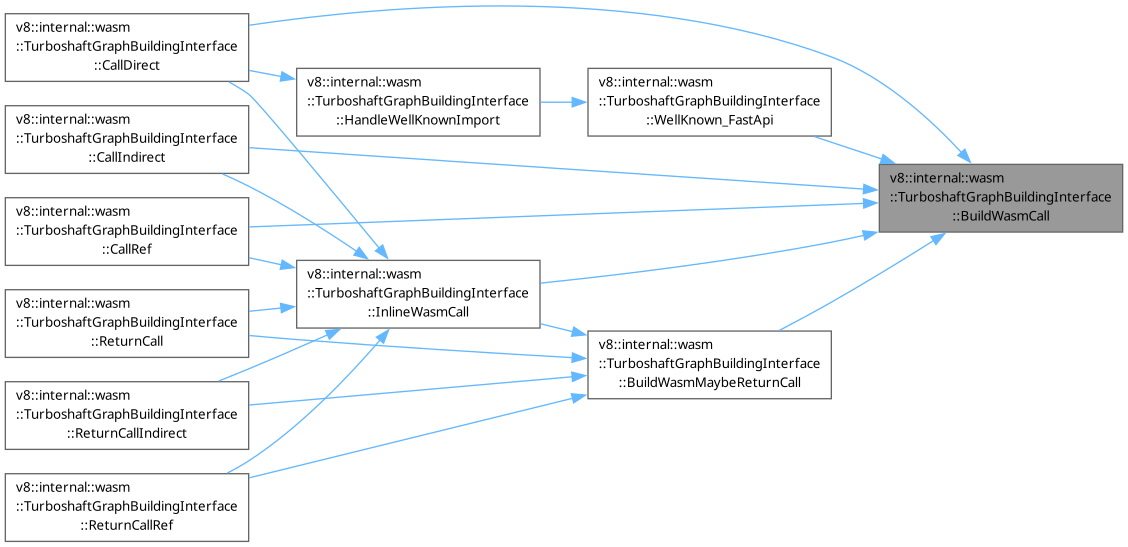 v8::internal::wasm
::TurboshaftGraphBuildingInterface
::CallDirect
v8::internal::wasm
::TurboshaftGraphBuildingInterface
::HandleWellKnownImport
v8::internal::wasm
::TurboshaftGraphBuildingInterface
::WellKnown_FastApi
v8::internal::wasm
::TurboshaftGraphBuildingInterface
::CallIndirect
v8::internal::wasm
::TurboshaftGraphBuildingInterface
::BuildWasmCall
v8::internal::wasm
::TurboshaftGraphBuildingInterface
::CallRef
v8::internal::wasm
::TurboshaftGraphBuildingInterface
::InlineWasmCall
v8::internal::wasm
::TurboshaftGraphBuildingInterface
::ReturnCall
v8::internal::wasm
::TurboshaftGraphBuildingInterface
::BuildWasmMaybeReturnCall
v8::internal::wasm
::TurboshaftGraphBuildingInterface
::ReturnCallIndirect
v8::internal::wasm
::TurboshaftGraphBuildingInterface
::ReturnCallRef